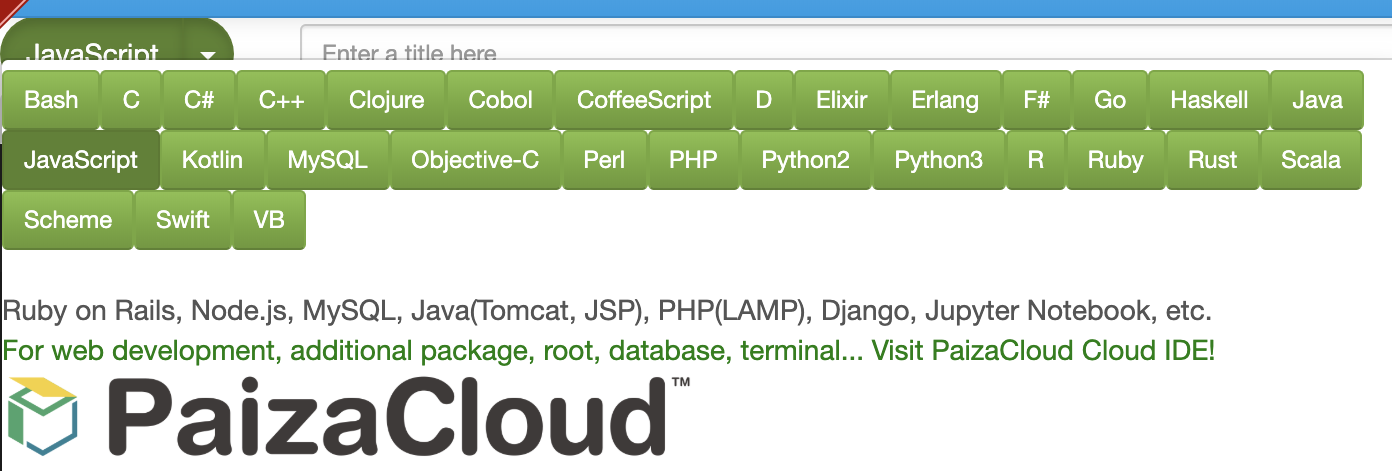 JavaScript
Enter a title here
Bash C C# C++ Clojure Cobol CoffeeScript D Elixir Erlang F# Go Haskell Java
JavaScript Kotlin MySQL Objective-C Perl PHP Python2 Python3 R Ruby Rust Scala
Scheme Swift VB
Ruby on Rails, Node.js, MySQL, Java(Tomcat, JSP), PHP(LAMP), Django, Jupyter Notebook, etc.
For web development, additional package, root, database, terminal... Visit PaizaCloud Cloud IDE!
PaizaCloud™